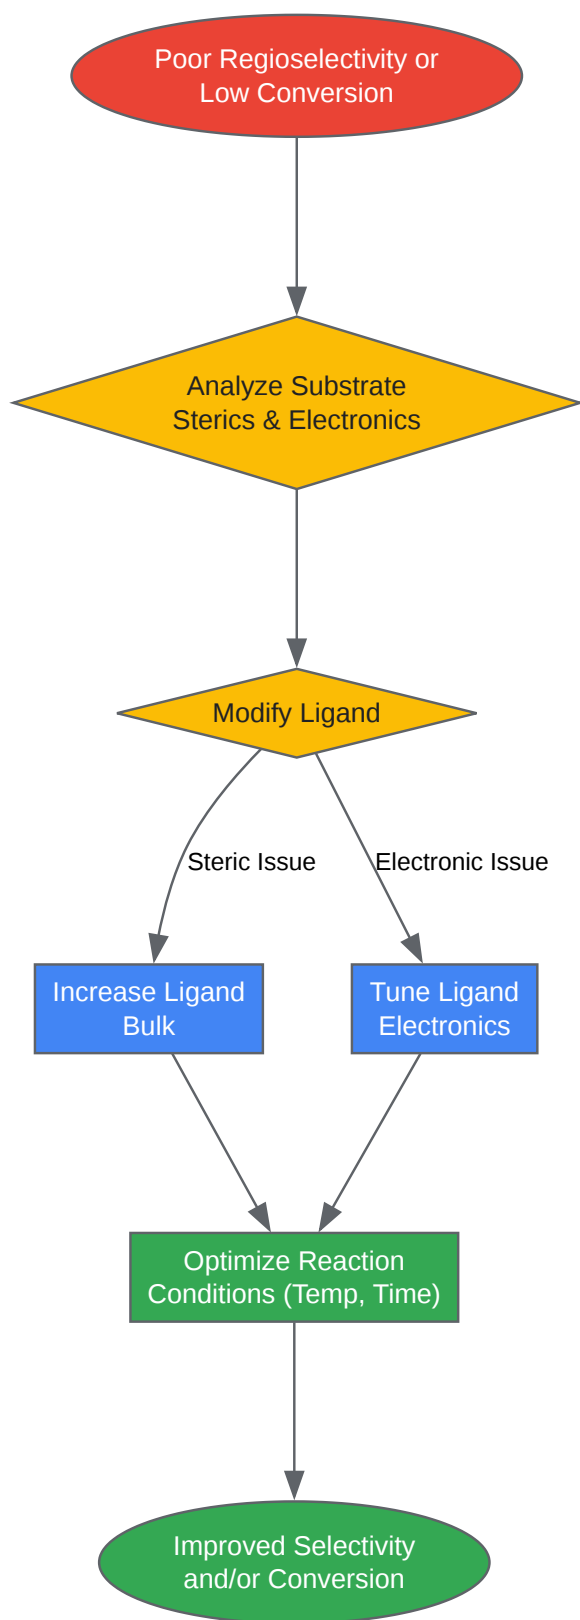 Poor Regioselectivity or
Low Conversion
Analyze Substrate
Sterics & Electronics
Modify Ligand
Steric Issue
Electronic Issue
Increase Ligand
Bulk
Tune Ligand
Electronics
Optimize Reaction
Conditions (Temp, Time)
Improved Selectivity
and/or Conversion